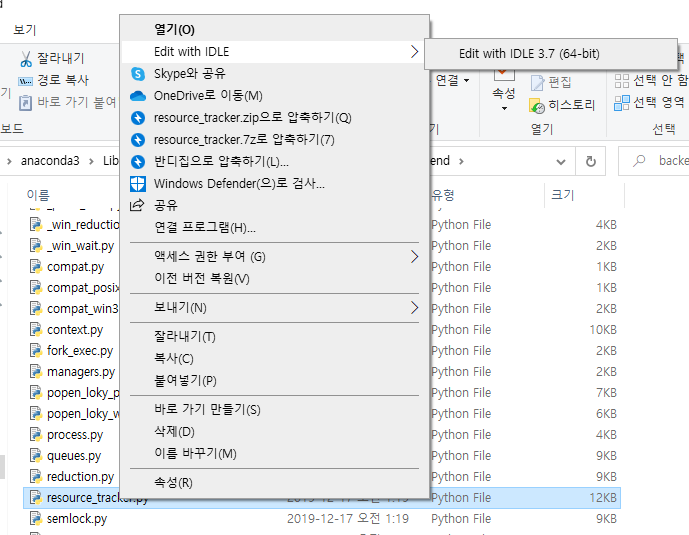 보기
열기(O)
Edit with IDLE
Edit with IDLE 3.7 (64-bit)
Skype와 공유
OneDrive로 이동(M)
resource_tracker.zip으로 압축하기(Q)
resource_tracker.7z로 압축하기(7)
반디집으로 압축하기(L)...
Windows Defender(으)로 검사...
공유
연결 프로그램(H)...
액세스 권한 부여 (G)
이전 버전 복원(V)
보내기(N)
잘라내기(T)
복사(C)
붙여넣기(P)
바로 가기 만들기(S)
삭제(D)
이름 바꾸기(M)
속성(R)
잘라내기
경로 복사
바로 가기 붙여
보드
연결
속성
편집
히스토리
열기
선택 안 함
선택 영역
선택
anaconda3 Lib
end
backe
이름 유형 크기
_win_reductio Python File 4KB
_win_wait.py Python File 2KB
compat.py Python File 1KB
compat_posix Python File 1KB
compat_win3 Python File 2KB
context.py Python File 10KB
fork_exec.py Python File 2KB
managers.py Python File 2KB
popen_loky_p Python File 7KB
popen_loky_w Python File 6KB
process.py Python File 4KB
queues.py Python File 9KB
reduction.py Python File 9KB
resource_tracker.py 2019-12-17 오전 1:19 Python File 12KB
semlock.py 2019-12-17 오전 1:19 Python File 9KB